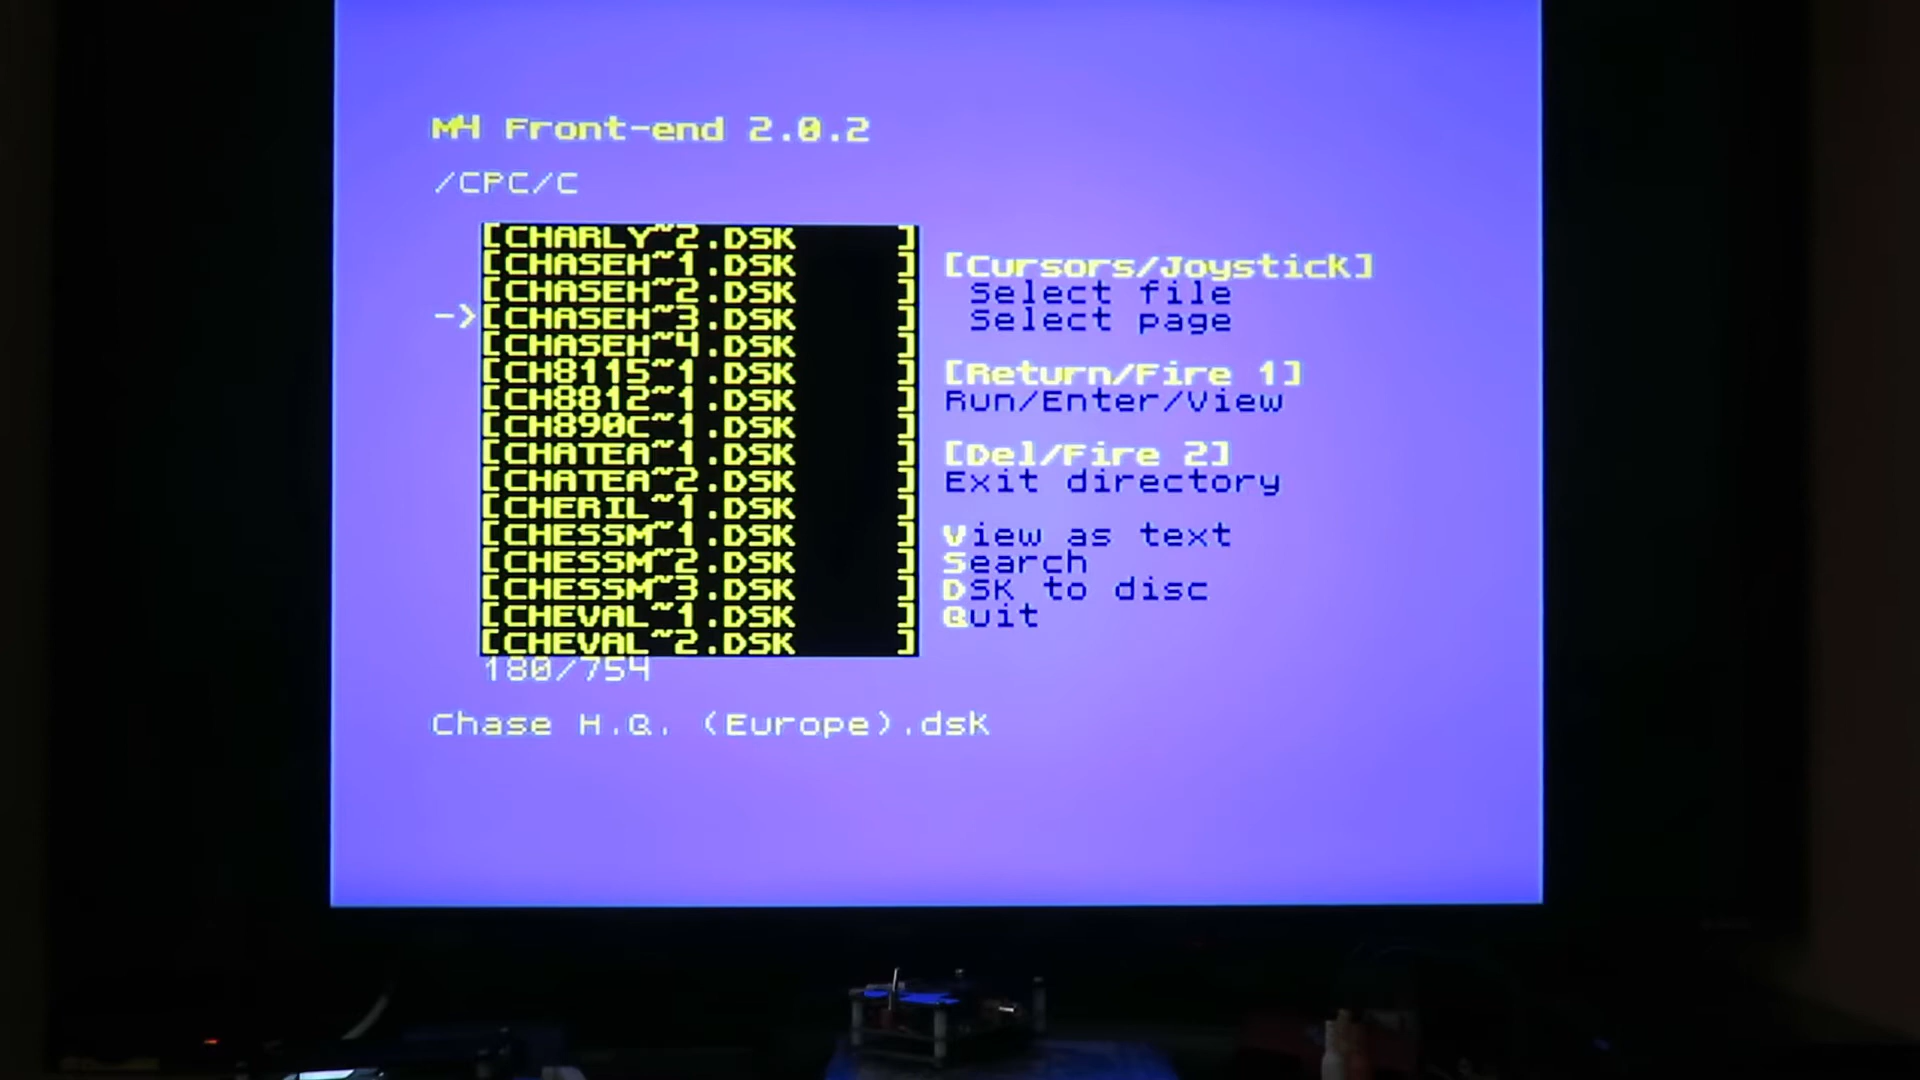 M4 Front-end 2.0.2
/CPC/C
[CHARLY~2.DSK ]
[CHASEH~1.DSK ]
[CHASEH~2.DSK ]
->[CHASEH~3.DSK ]
[CHASEH~4.DSK ]
[CH8115~1.DSK ]
[CH8812~1.DSK ]
[CH890C~1.DSK ]
[CHATEA~1.DSK ]
[CHATEA~2.DSK ]
[CHERIL~1.DSK ]
[CHESSM~1.DSK ]
[CHESSM~2.DSK ]
[CHESSM~3.DSK ]
[CHEVAL~1.DSK ]
[CHEVAL~2.DSK ]
180/754
[Cursors/Joystick]
Select file
Select page
[Return/Fire 1]
Run/Enter/View
[Del/Fire 2]
Exit directory
View as text
Search
DSK to disc
Quit
Chase H.Q. (Europe).dsk